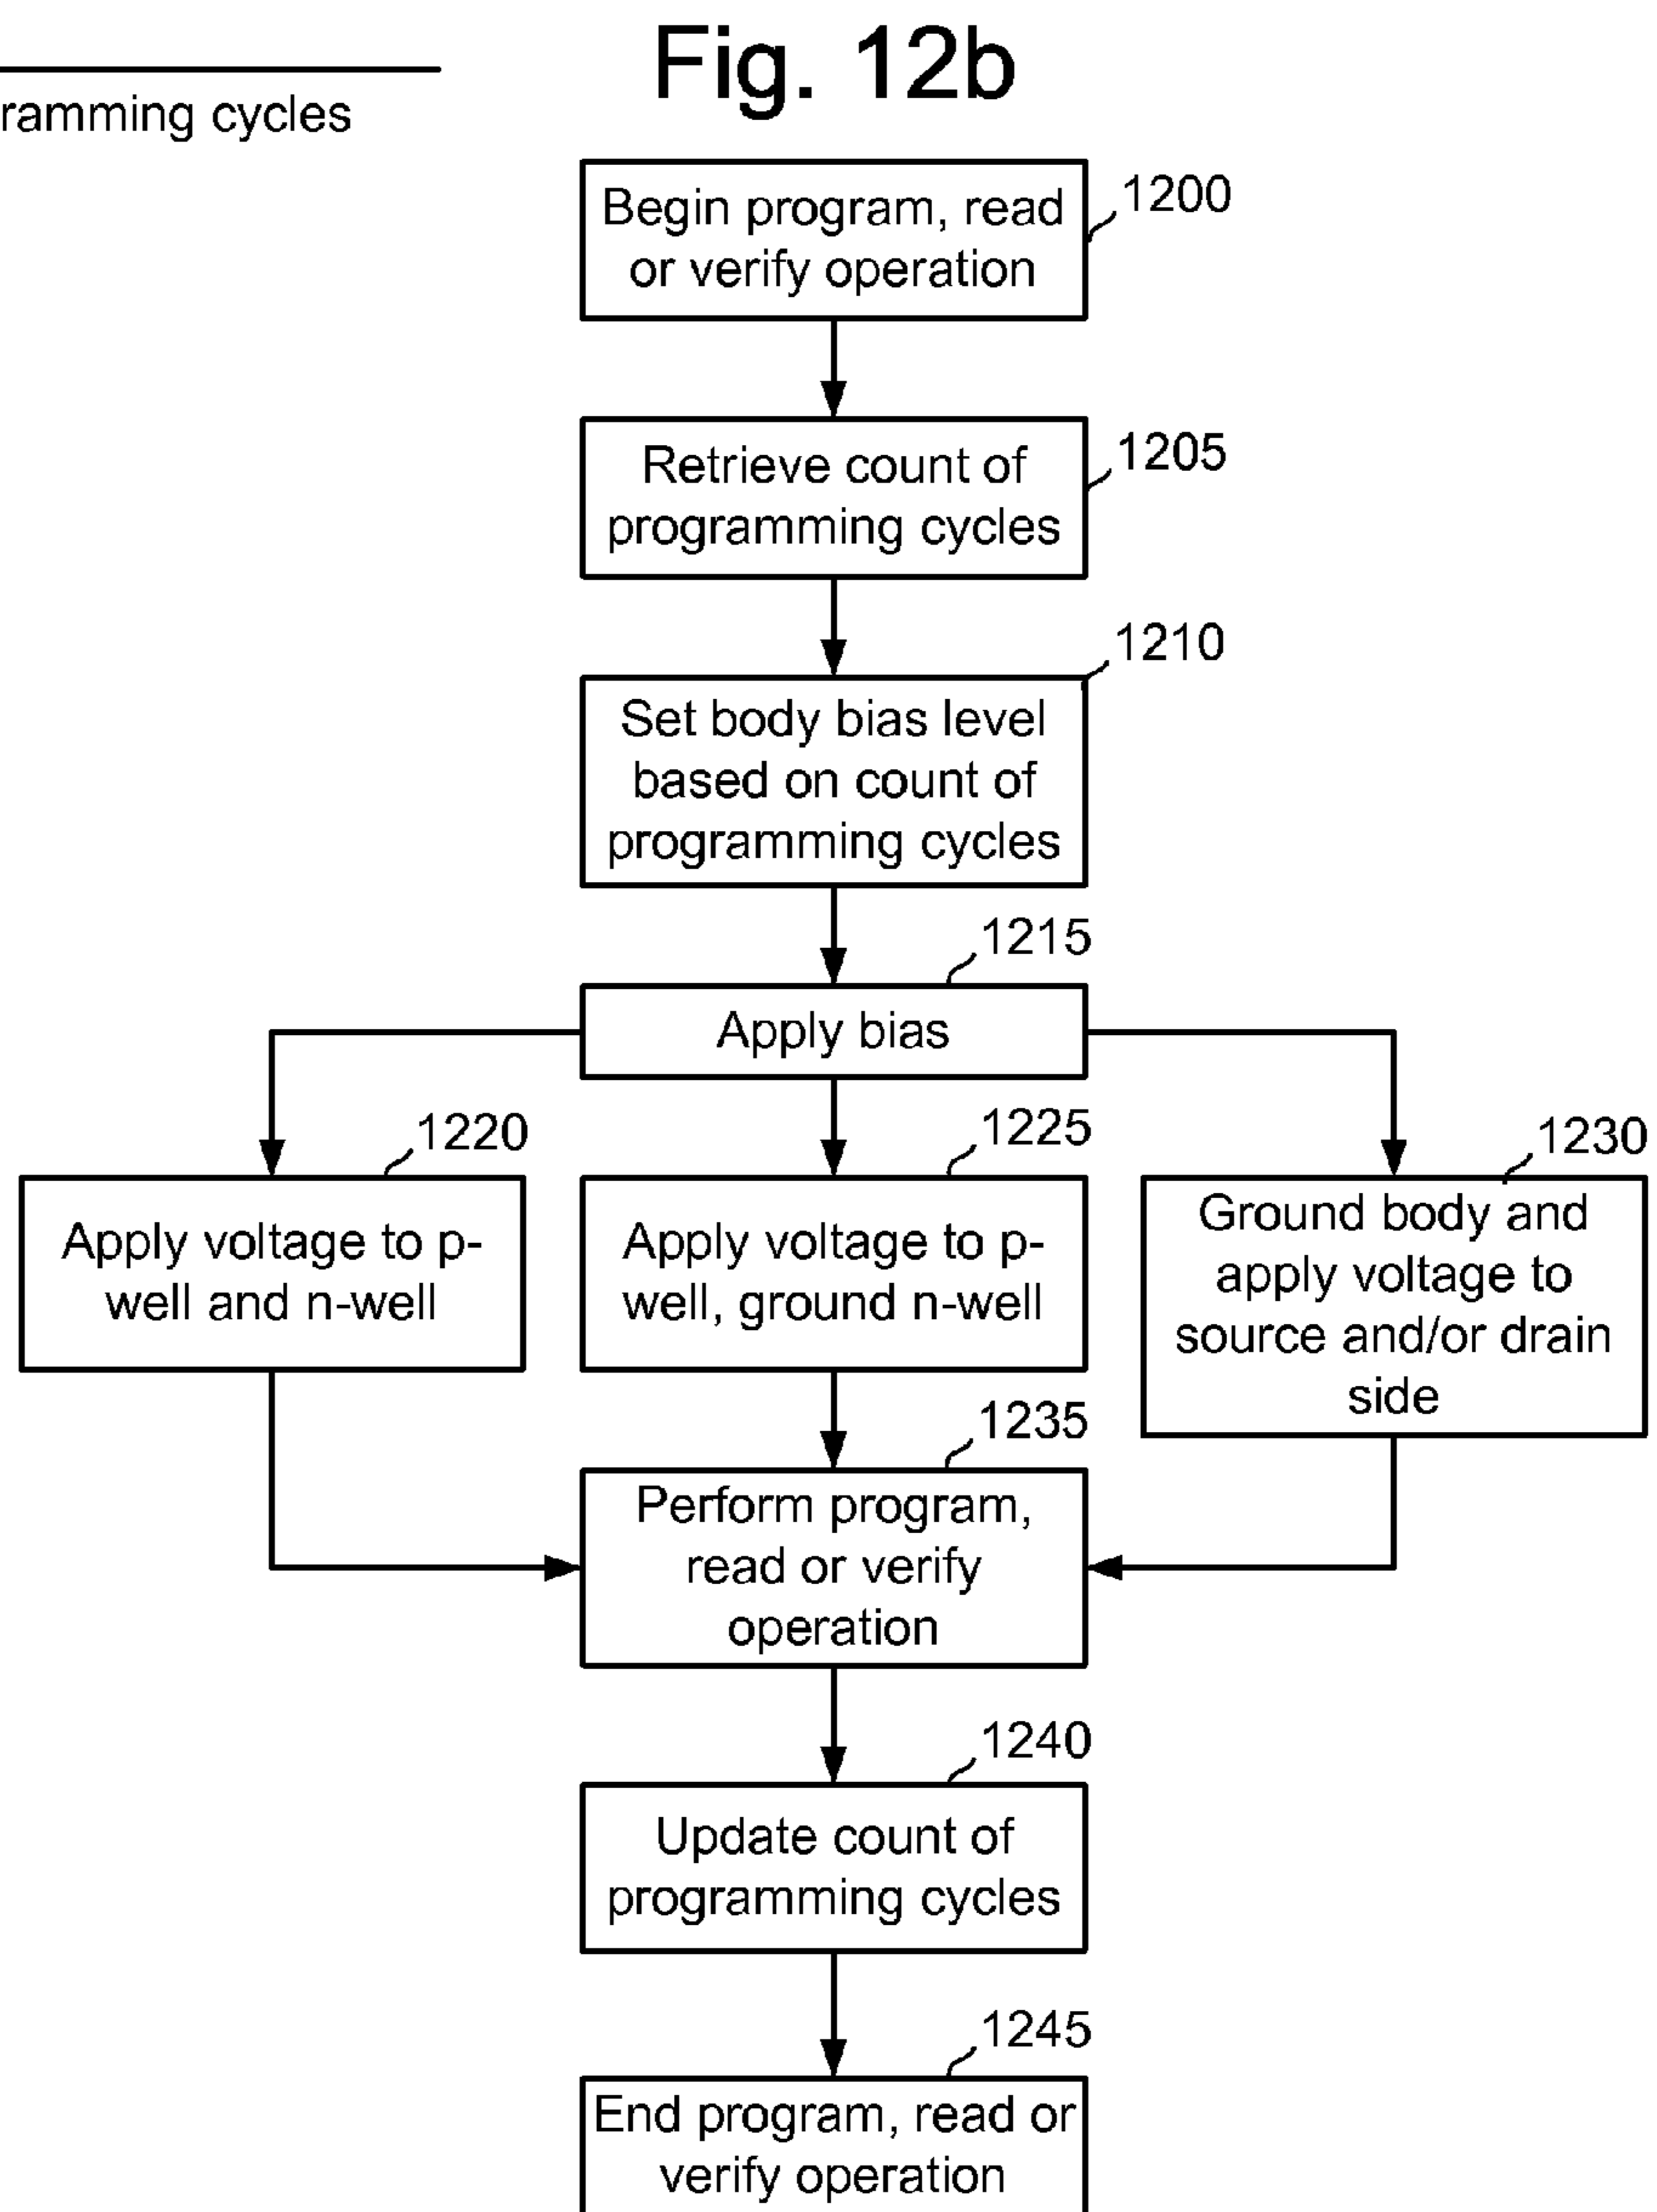 Fig. 12b
ramming cycles
Begin program, read
or verify operation
1200
Retrieve count of
programming cycles
1205
Set body bias level
based on count of
programming cycles
1210
Apply bias
1215
Apply voltage to p-
well and n-well
1220
Apply voltage to p-
well, ground n-well
1225
Ground body and
apply voltage to
source and/or drain
side
1230
Perform program,
read or verify
operation
1235
Update count of
programming cycles
1240
End program, read or
verify operation
1245